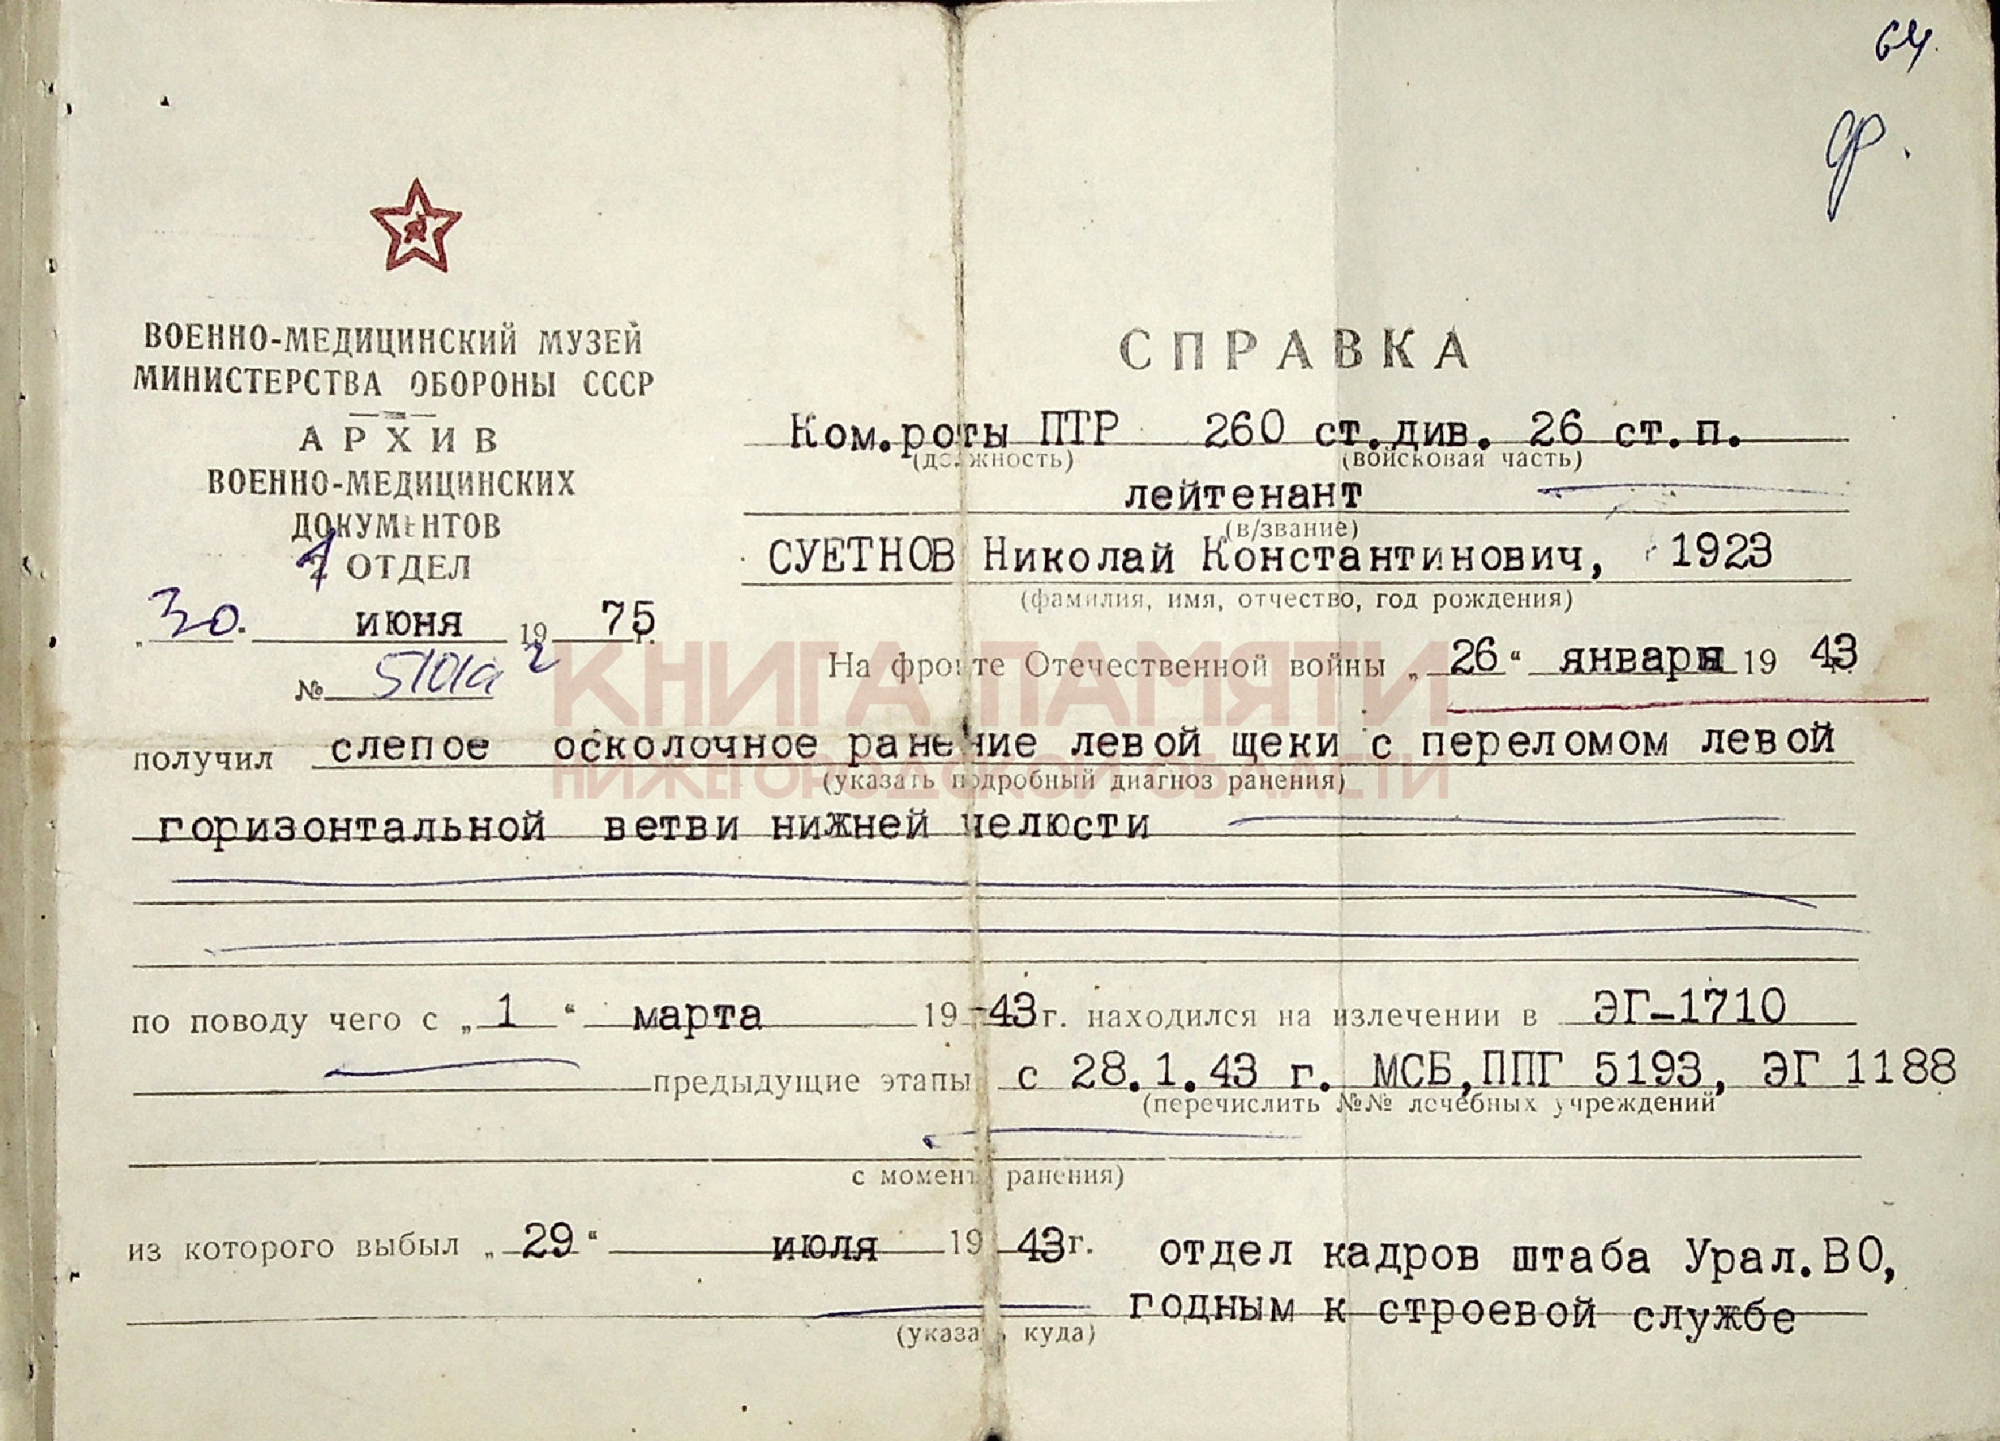 64
ф.
ВОЕННО-МЕДИЦИНСКИЙ МУЗЕЙ
МИНИСТЕРСТВА ОБОРОНЫ СССР
АРХИВ
ВОЕННО-МЕДИЦИНСКИХ
ДОКУМЕНТОВ
7 ОТДЕЛ
„30." июня 1975 г.
№
СПРАВКА
Ком.роты ПТР 260 ст.див. 26 ст.п.
(должность) (войсковая часть)
лейтенант
(в/звание)
СУЕТНОВ Николай Константинович, 1923
(фамилия, имя, отчество, год рождения)
На фронте Отечественной войны „26" января 1943
получил слепое осколочное ранение левой щеки с переломом левой
(указать подробный диагноз ранения)
горизонтальной ветви нижней челюсти
по поводу чего с „1" марта 19 43г. находился на излечении в ЭГ-1710
предыдущие этапы с 28.1.43 г. МСБ,ППГ 5193, ЭГ 1188
(перечислить №№ лечебных учреждений
с момента ранения)
из которого выбыл „29" июля 19 43г. отдел кадров штаба Урал.ВО,
годным к строевой службе
(указать куда)
КНИГА ПАМЯТИ
НИЖЕГОРОДСКОЙ ОБЛАСТИ